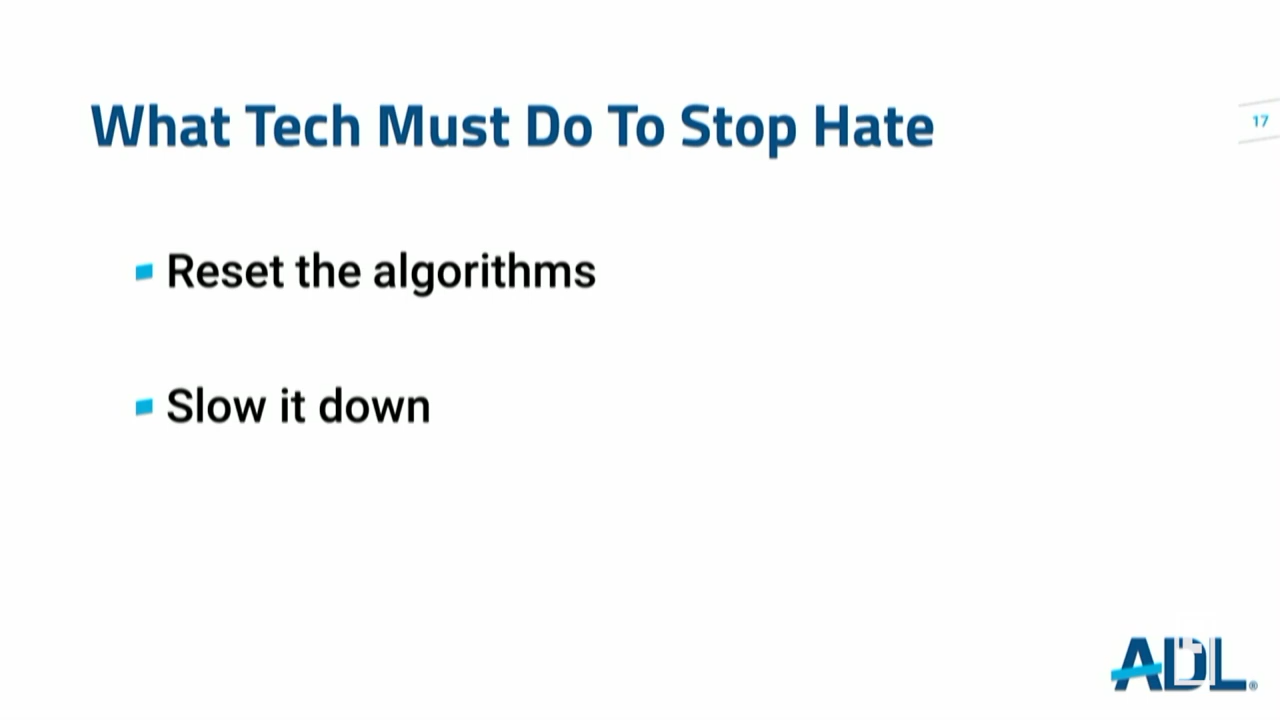 What Tech Must Do To Stop Hate
17
Reset the algorithms
Slow it down
ADL®